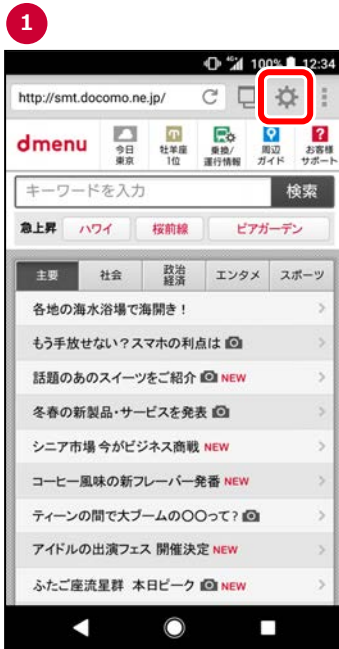 1
100% 12:34
http://smt.docomo.ne.jp/
dmenu 今日 東京 牡羊座 1位 乗換/ 運行情報 周辺 ガイド お客様 サポート
キーワードを入力 検索
急上昇 ハワイ 桜前線 ビアガーデン
主要 社会 政治 経済 エンタメ スポーツ
各地の海水浴場で海開き！
もう手放せない？スマホの利点は
話題のあのスイーツをご紹介 NEW
冬春の新製品・サービスを発表
シニア市場 今がビジネス商戦 NEW
コーヒー風味の新フレーバー発番 NEW
ティーンの間で大ブームの〇〇って？
アイドルの出演フェス 開催決定 NEW
ふたご座流星群 本日ピーク NEW